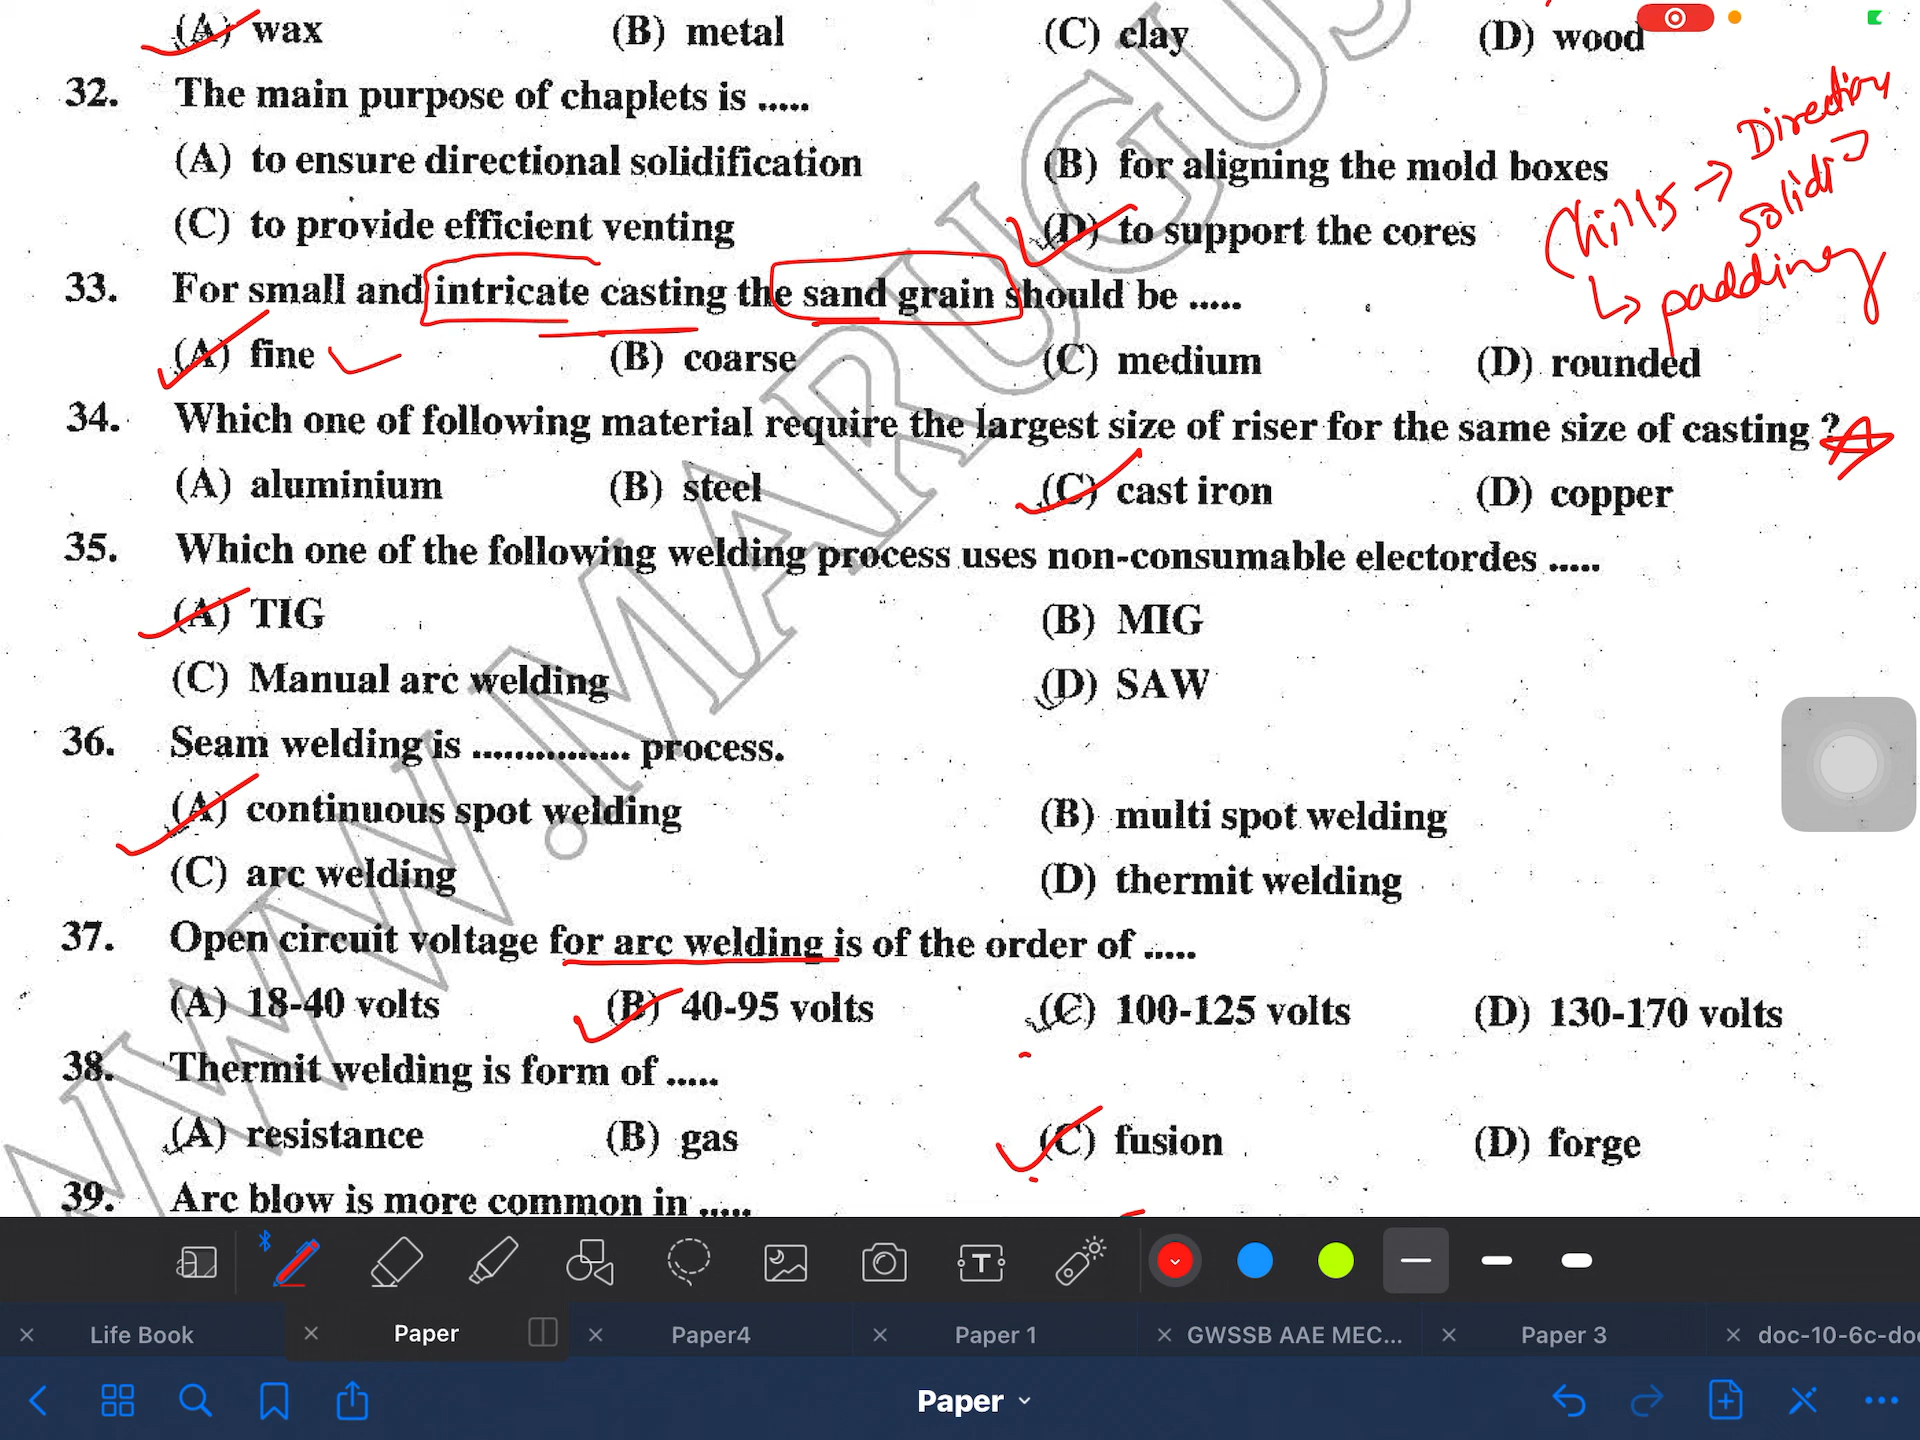 (A) wax (B) metal (C) clay (D) wood
32. The main purpose of chaplets is .....
(A) to ensure directional solidification (B) for aligning the mold boxes
(C) to provide efficient venting (D) to support the cores
Chills → Direction
solidi→
↳ padding
33. For small and intricate casting the sand grain should be .....
(A) fine (B) coarse (C) medium (D) rounded
34. Which one of following material require the largest size of riser for the same size of casting ?
(A) aluminium (B) steel (C) cast iron (D) copper
35. Which one of the following welding process uses non-consumable electordes .....
(A) TIG (B) MIG
(C) Manual arc welding (D) SAW
36. Seam welding is ............... process.
(A) continuous spot welding (B) multi spot welding
(C) arc welding (D) thermit welding
37. Open circuit voltage for arc welding is of the order of .....
(A) 18-40 volts (B) 40-95 volts (C) 100-125 volts (D) 130-170 volts
38. Thermit welding is form of .....
(A) resistance (B) gas (C) fusion (D) forge
39. Arc blow is more common in .....
WWW.MARUGUJ
Life Book Paper Paper4 Paper 1 GWSSB AAE MEC... Paper 3 doc-10-6c-doc
Paper